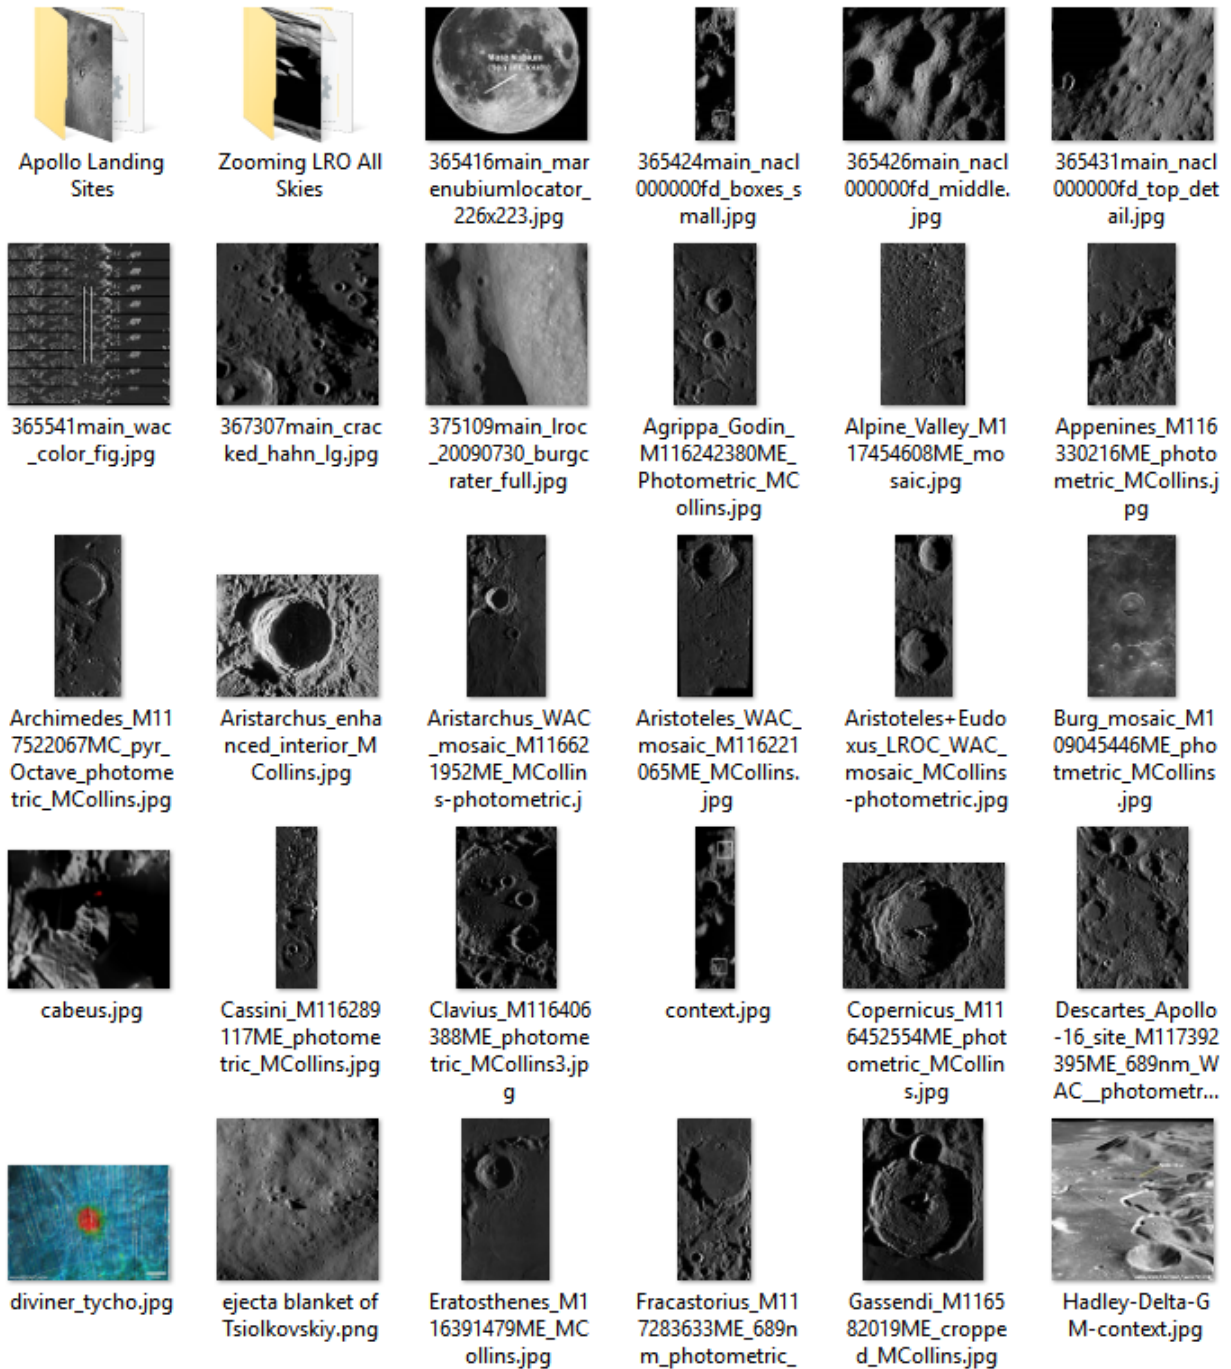 Apollo Landing
Sites
Zooming LRO All
Skies
365416main_mar
enubiumlocator_
226x223.jpg
365424main_nacl
000000fd_boxes_s
mall.jpg
365426main_nacl
000000fd_middle.
jpg
365431main_nacl
000000fd_top_det
ail.jpg
365541main_wac
_color_fig.jpg
367307main_crac
ked_hahn_lg.jpg
375109main_lroc
_20090730_burgc
rater_full.jpg
Agrippa_Godin_
M116242380ME_
Photometric_MC
ollins.jpg
Alpine_Valley_M1
17454608ME_mo
saic.jpg
Appenines_M116
330216ME_photo
metric_MCollins.j
pg
Archimedes_M11
7522067MC_pyr_
Octave_photome
tric_MCollins.jpg
Aristarchus_enha
nced_interior_M
Collins.jpg
Aristarchus_WAC
_mosaic_M11662
1952ME_MCollin
s-photometric.j
Aristoteles_WAC_
mosaic_M116221
065ME_MCollins.
jpg
Aristoteles+Eudo
xus_LROC_WAC_
mosaic_MCollins
-photometric.jpg
Burg_mosaic_M1
09045446ME_pho
tmetric_MCollins
.jpg
cabeus.jpg
Cassini_M116289
117ME_photome
tric_MCollins.jpg
Clavius_M116406
388ME_photome
tric_MCollins3.jp
g
context.jpg
Copernicus_M11
6452554ME_phot
ometric_MCollin
s.jpg
Descartes_Apollo
-16_site_M117392
395ME_689nm_W
AC__photometr...
diviner_tycho.jpg
ejecta blanket of
Tsiolkovskiy.png
Eratosthenes_M1
16391479ME_MC
ollins.jpg
Fracastorius_M11
7283633ME_689n
m_photometric_
Gassendi_M1165
82019ME_croppe
d_MCollins.jpg
Hadley-Delta-G
M-context.jpg